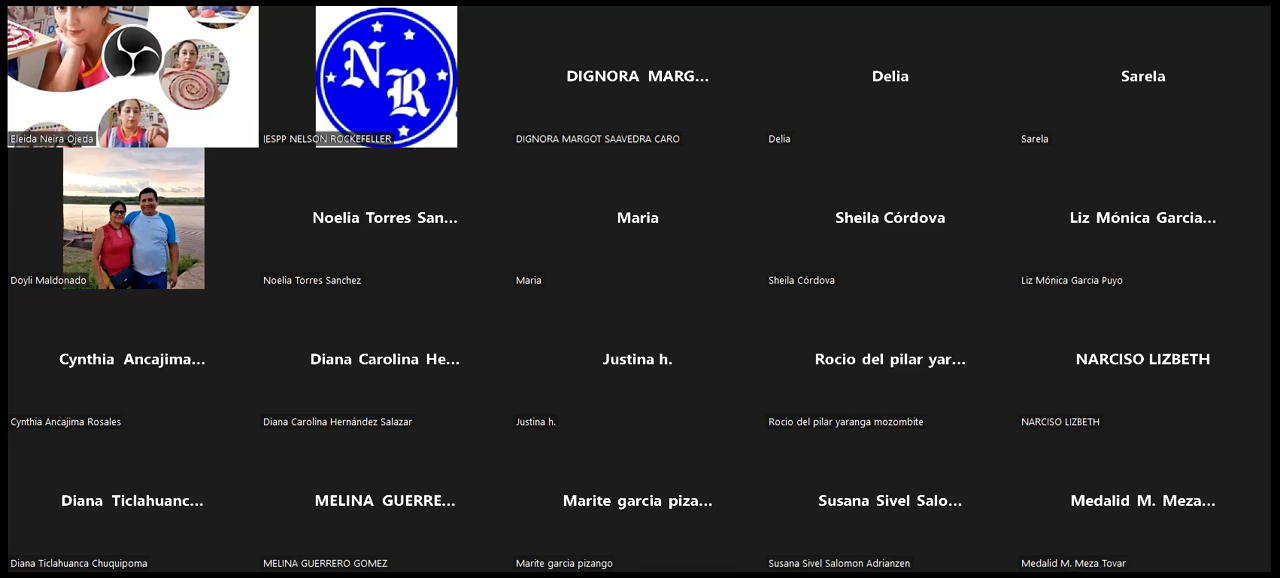 Eleida Neira Ojeda
NR
IESPP NELSON ROCKEFELLER
DIGNORA MARG...
DIGNORA MARGOT SAAVEDRA CARO
Delia
Delia
Sarela
Sarela
Doyli Maldonado
Noelia Torres San...
Noelia Torres Sanchez
Maria
Maria
Sheila Córdova
Sheila Córdova
Liz Mónica Garcia...
Liz Mónica Garcia Puyo
Cynthia Ancajima...
Cynthia Ancajima Rosales
Diana Carolina He...
Diana Carolina Hernández Salazar
Justina h.
Justina h.
Rocio del pilar yar...
Rocio del pilar yaranga mozombite
NARCISO LIZBETH
NARCISO LIZBETH
Diana Ticlahuanc...
Diana Ticlahuanca Chuquipoma
MELINA GUERRE...
MELINA GUERRERO GOMEZ
Marite garcia piza...
Marite garcia pizango
Susana Sivel Salo...
Susana Sivel Salomon Adrianzen
Medalid M. Meza...
Medalid M. Meza Tovar